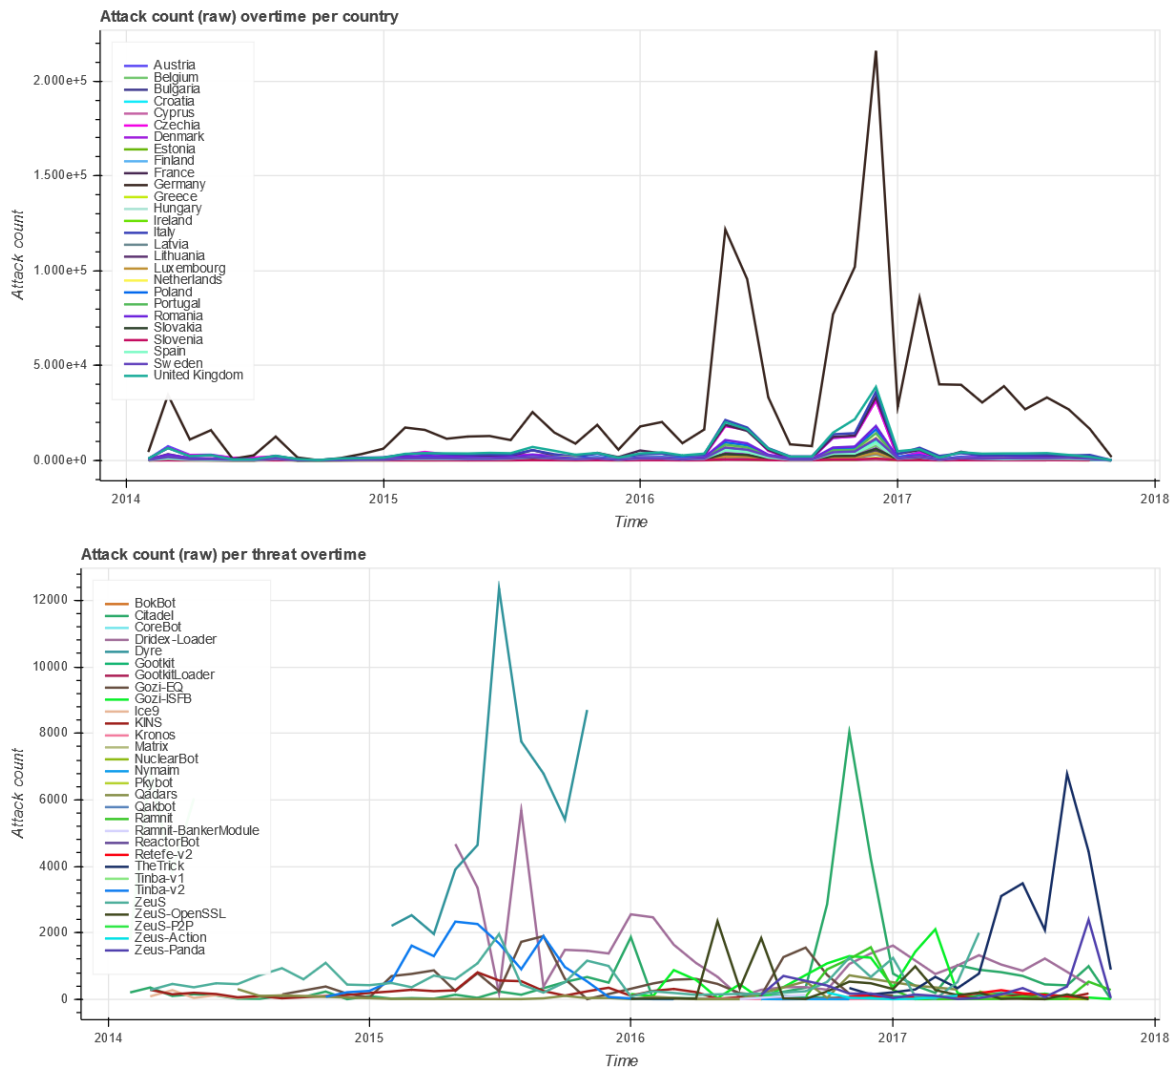 Attack count (raw) overtime per country
Attack count
2.000e+5
1.500e+5
1.000e+5
5.000e+4
0.000e+0
Austria
Belgium
Bulgaria
Croatia
Cyprus
Czechia
Denmark
Estonia
Finland
France
Germany
Greece
Hungary
Ireland
Italy
Latvia
Lithuania
Luxembourg
Netherlands
Poland
Portugal
Romania
Slovakia
Slovenia
Spain
Sweden
United Kingdom
2014 2015 2016 2017 2018
Time
Attack count (raw) per threat overtime
Attack count
12000
10000
8000
6000
4000
2000
0
BokBot
Citadel
CoreBot
Dridex-Loader
Dyre
Gootkit
GootkitLoader
Gozi-EQ
Gozi-ISFB
Ice9
KINS
Kronos
Matrix
NuclearBot
Nymaim
Pkybot
Qadars
Qakbot
Ramnit
Ramnit-BankerModule
ReactorBot
Retefe-v2
TheTrick
Tinba-v1
Tinba-v2
ZeuS
ZeuS-OpenSSL
ZeuS-P2P
Zeus-Action
Zeus-Panda
2014 2015 2016 2017 2018
Time